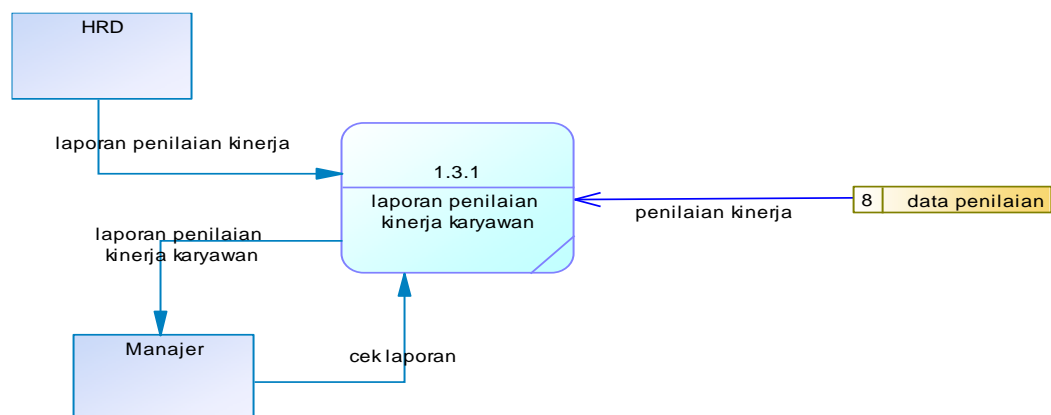 HRD
laporan penilaian kinerja
1.3.1
laporan penilaian
kinerja karyawan
penilaian kinerja
8
data penilaian
laporan penilaian
kinerja karyawan
Manajer
cek laporan